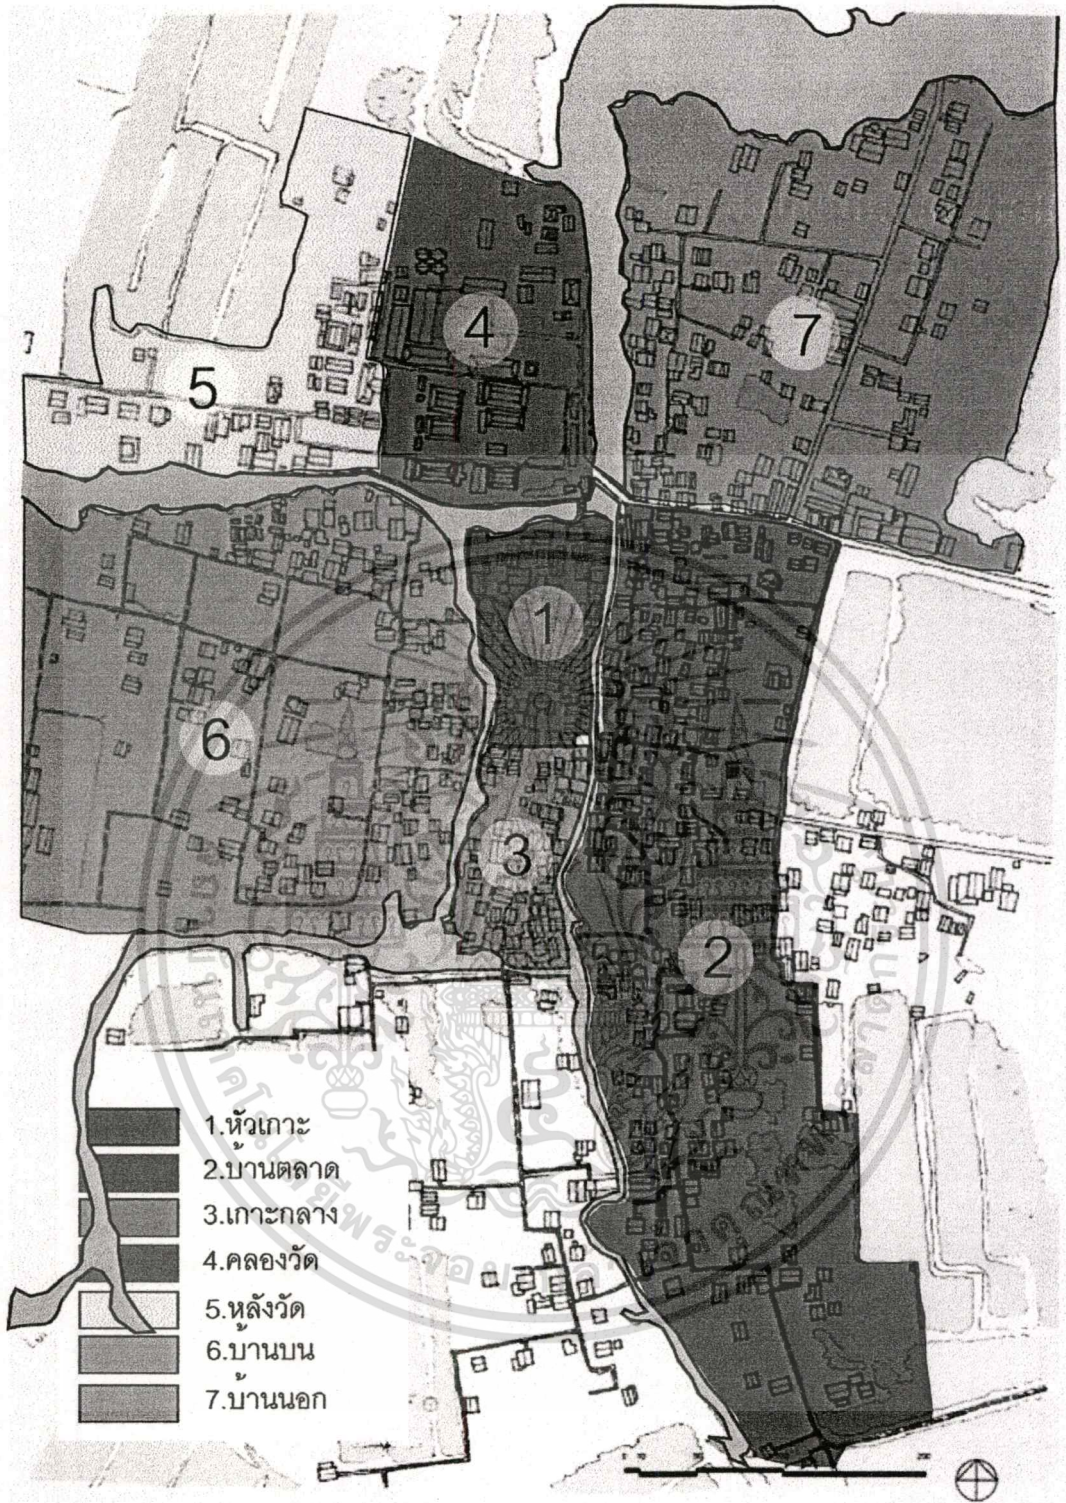 4
7
5
1
6
3
2
1.หัวเกาะ
2.บ้านตลาด
3.เกาะกลาง
4.คลองวัด
5.หลังวัด
6.บ้านบน
7.บ้านนอก